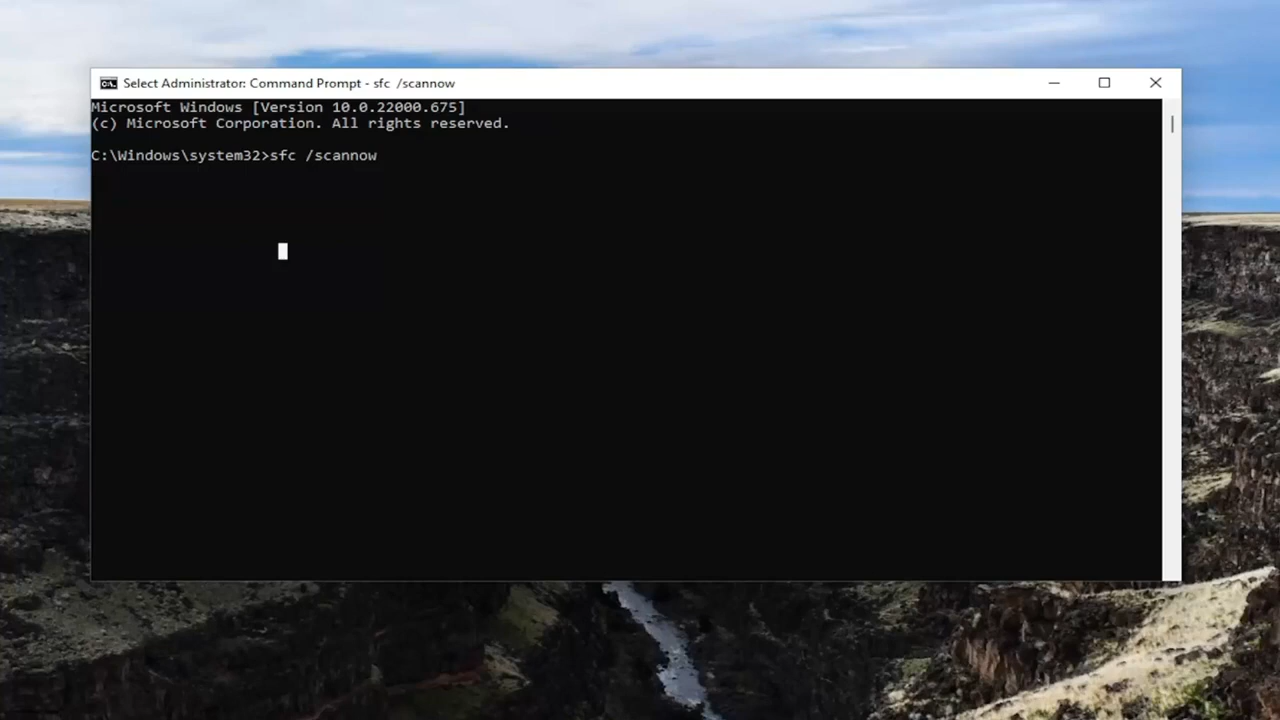 Select Administrator: Command Prompt - sfc /scannow
Microsoft Windows [Version 10.0.22000.675]
(c) Microsoft Corporation. All rights reserved.
C:\Windows\system32>sfc /scannow